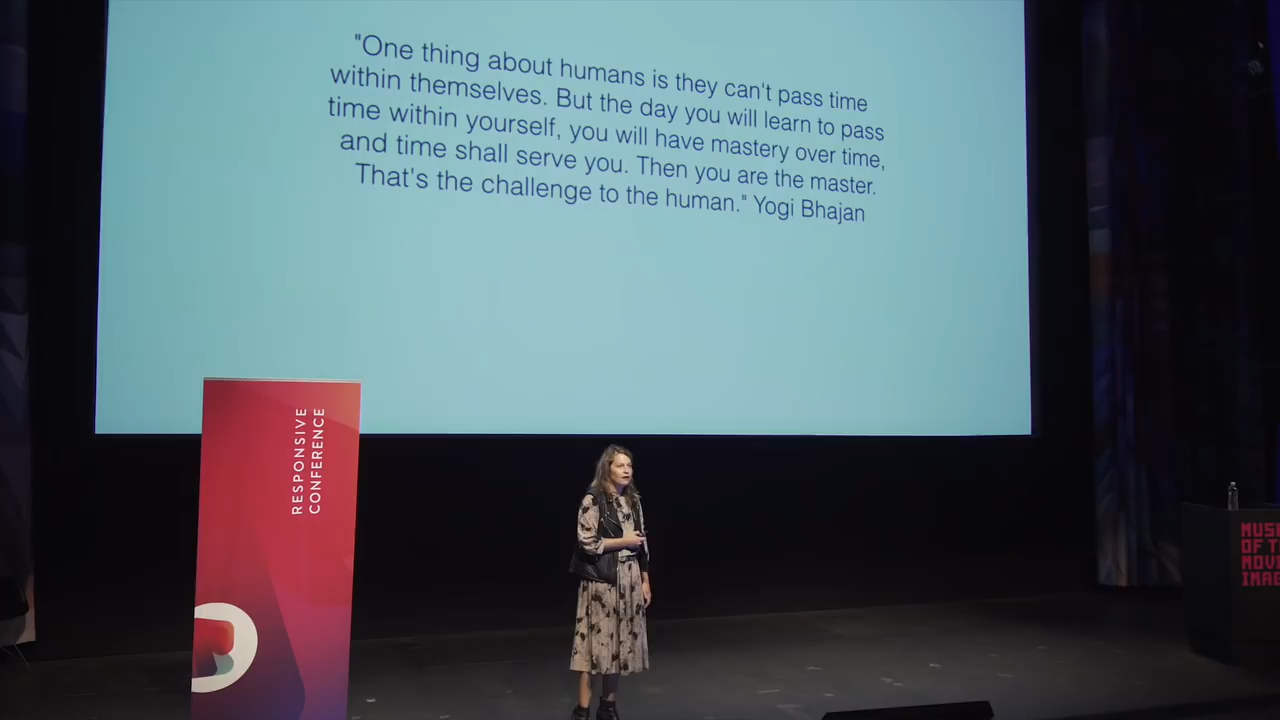 "One thing about humans is they can't pass time
within themselves. But the day you will learn to pass
time within yourself, you will have mastery over time,
and time shall serve you. Then you are the master.
That's the challenge to the human." Yogi Bhajan
RESPONSIVE
CONFERENCE
OF